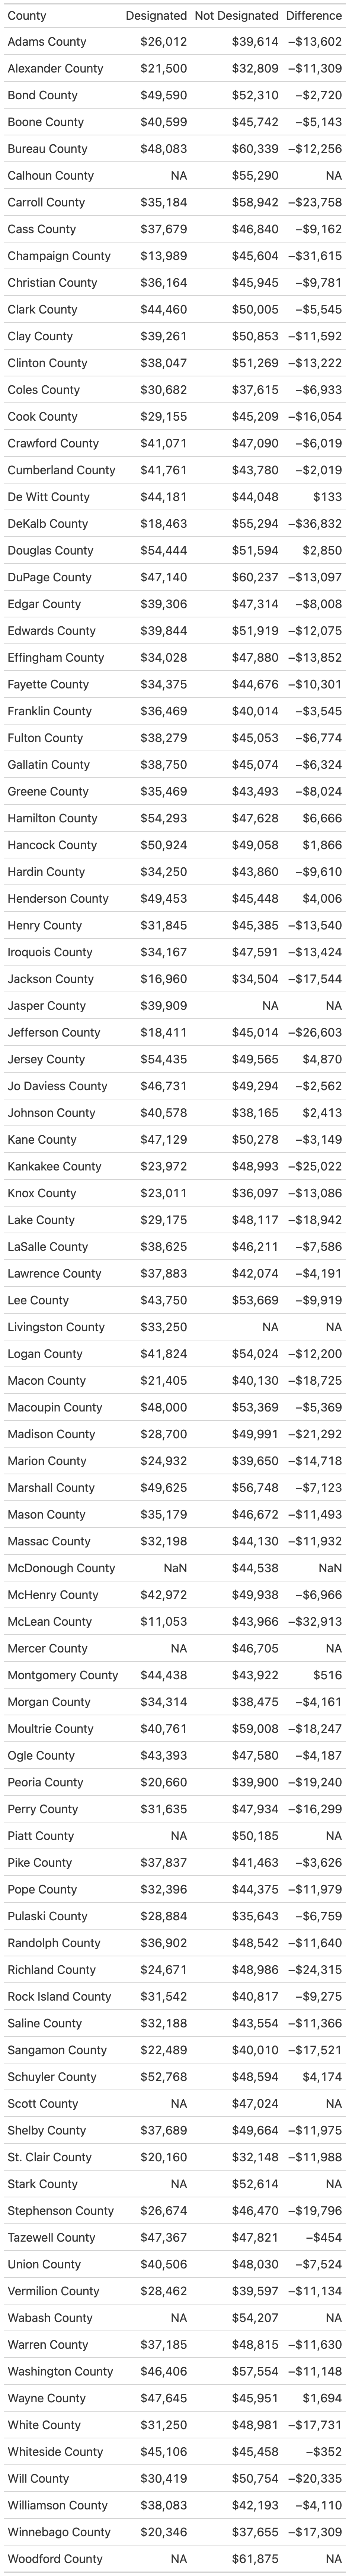 County Designated Not Designated Difference
Adams County $26,012 $39,614 −$13,602
Alexander County $21,500 $32,809 −$11,309
Bond County $49,590 $52,310 −$2,720
Boone County $40,599 $45,742 −$5,143
Bureau County $48,083 $60,339 −$12,256
Calhoun County NA $55,290 NA
Carroll County $35,184 $58,942 −$23,758
Cass County $37,679 $46,840 −$9,162
Champaign County $13,989 $45,604 −$31,615
Christian County $36,164 $45,945 −$9,781
Clark County $44,460 $50,005 −$5,545
Clay County $39,261 $50,853 −$11,592
Clinton County $38,047 $51,269 −$13,222
Coles County $30,682 $37,615 −$6,933
Cook County $29,155 $45,209 −$16,054
Crawford County $41,071 $47,090 −$6,019
Cumberland County $41,761 $43,780 −$2,019
De Witt County $44,181 $44,048 $133
DeKalb County $18,463 $55,294 −$36,832
Douglas County $54,444 $51,594 $2,850
DuPage County $47,140 $60,237 −$13,097
Edgar County $39,306 $47,314 −$8,008
Edwards County $39,844 $51,919 −$12,075
Effingham County $34,028 $47,880 −$13,852
Fayette County $34,375 $44,676 −$10,301
Franklin County $36,469 $40,014 −$3,545
Fulton County $38,279 $45,053 −$6,774
Gallatin County $38,750 $45,074 −$6,324
Greene County $35,469 $43,493 −$8,024
Hamilton County $54,293 $47,628 $6,666
Hancock County $50,924 $49,058 $1,866
Hardin County $34,250 $43,860 −$9,610
Henderson County $49,453 $45,448 $4,006
Henry County $31,845 $45,385 −$13,540
Iroquois County $34,167 $47,591 −$13,424
Jackson County $16,960 $34,504 −$17,544
Jasper County $39,909 NA NA
Jefferson County $18,411 $45,014 −$26,603
Jersey County $54,435 $49,565 $4,870
Jo Daviess County $46,731 $49,294 −$2,562
Johnson County $40,578 $38,165 $2,413
Kane County $47,129 $50,278 −$3,149
Kankakee County $23,972 $48,993 −$25,022
Knox County $23,011 $36,097 −$13,086
Lake County $29,175 $48,117 −$18,942
LaSalle County $38,625 $46,211 −$7,586
Lawrence County $37,883 $42,074 −$4,191
Lee County $43,750 $53,669 −$9,919
Livingston County $33,250 NA NA
Logan County $41,824 $54,024 −$12,200
Macon County $21,405 $40,130 −$18,725
Macoupin County $48,000 $53,369 −$5,369
Madison County $28,700 $49,991 −$21,292
Marion County $24,932 $39,650 −$14,718
Marshall County $49,625 $56,748 −$7,123
Mason County $35,179 $46,672 −$11,493
Massac County $32,198 $44,130 −$11,932
McDonough County NaN $44,538 NaN
McHenry County $42,972 $49,938 −$6,966
McLean County $11,053 $43,966 −$32,913
Mercer County NA $46,705 NA
Montgomery County $44,438 $43,922 $516
Morgan County $34,314 $38,475 −$4,161
Moultrie County $40,761 $59,008 −$18,247
Ogle County $43,393 $47,580 −$4,187
Peoria County $20,660 $39,900 −$19,240
Perry County $31,635 $47,934 −$16,299
Piatt County NA $50,185 NA
Pike County $37,837 $41,463 −$3,626
Pope County $32,396 $44,375 −$11,979
Pulaski County $28,884 $35,643 −$6,759
Randolph County $36,902 $48,542 −$11,640
Richland County $24,671 $48,986 −$24,315
Rock Island County $31,542 $40,817 −$9,275
Saline County $32,188 $43,554 −$11,366
Sangamon County $22,489 $40,010 −$17,521
Schuyler County $52,768 $48,594 $4,174
Scott County NA $47,024 NA
Shelby County $37,689 $49,664 −$11,975
St. Clair County $20,160 $32,148 −$11,988
Stark County NA $52,614 NA
Stephenson County $26,674 $46,470 −$19,796
Tazewell County $47,367 $47,821 −$454
Union County $40,506 $48,030 −$7,524
Vermilion County $28,462 $39,597 −$11,134
Wabash County NA $54,207 NA
Warren County $37,185 $48,815 −$11,630
Washington County $46,406 $57,554 −$11,148
Wayne County $47,645 $45,951 $1,694
White County $31,250 $48,981 −$17,731
Whiteside County $45,106 $45,458 −$352
Will County $30,419 $50,754 −$20,335
Williamson County $38,083 $42,193 −$4,110
Winnebago County $20,346 $37,655 −$17,309
Woodford County NA $61,875 NA